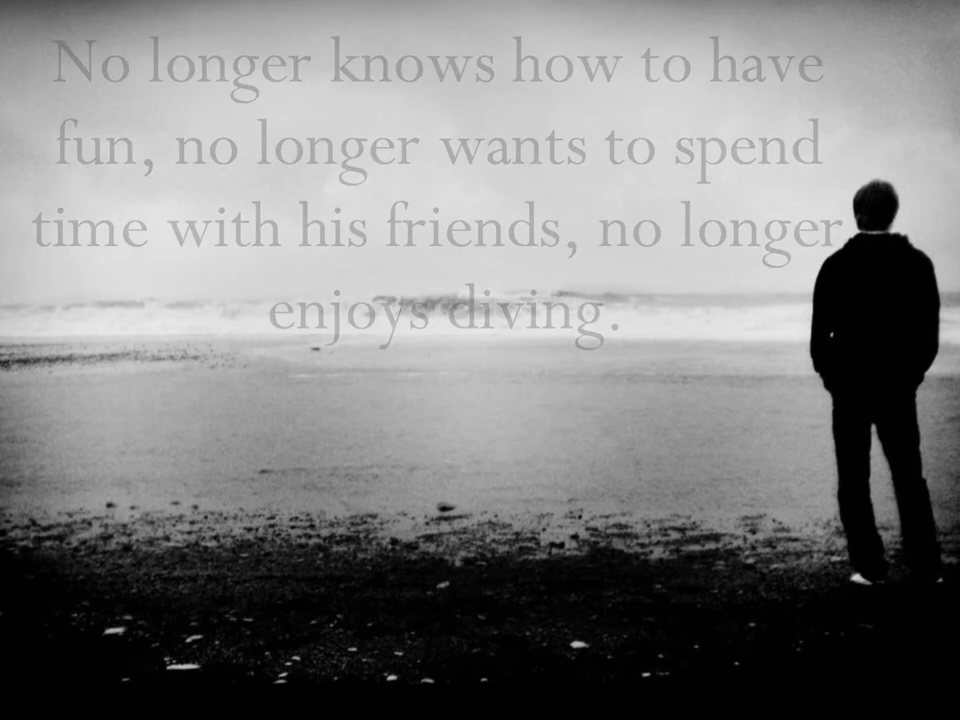 No longer knows how to have
fun, no longer wants to spend
time with his friends, no longer
enjoys diving.